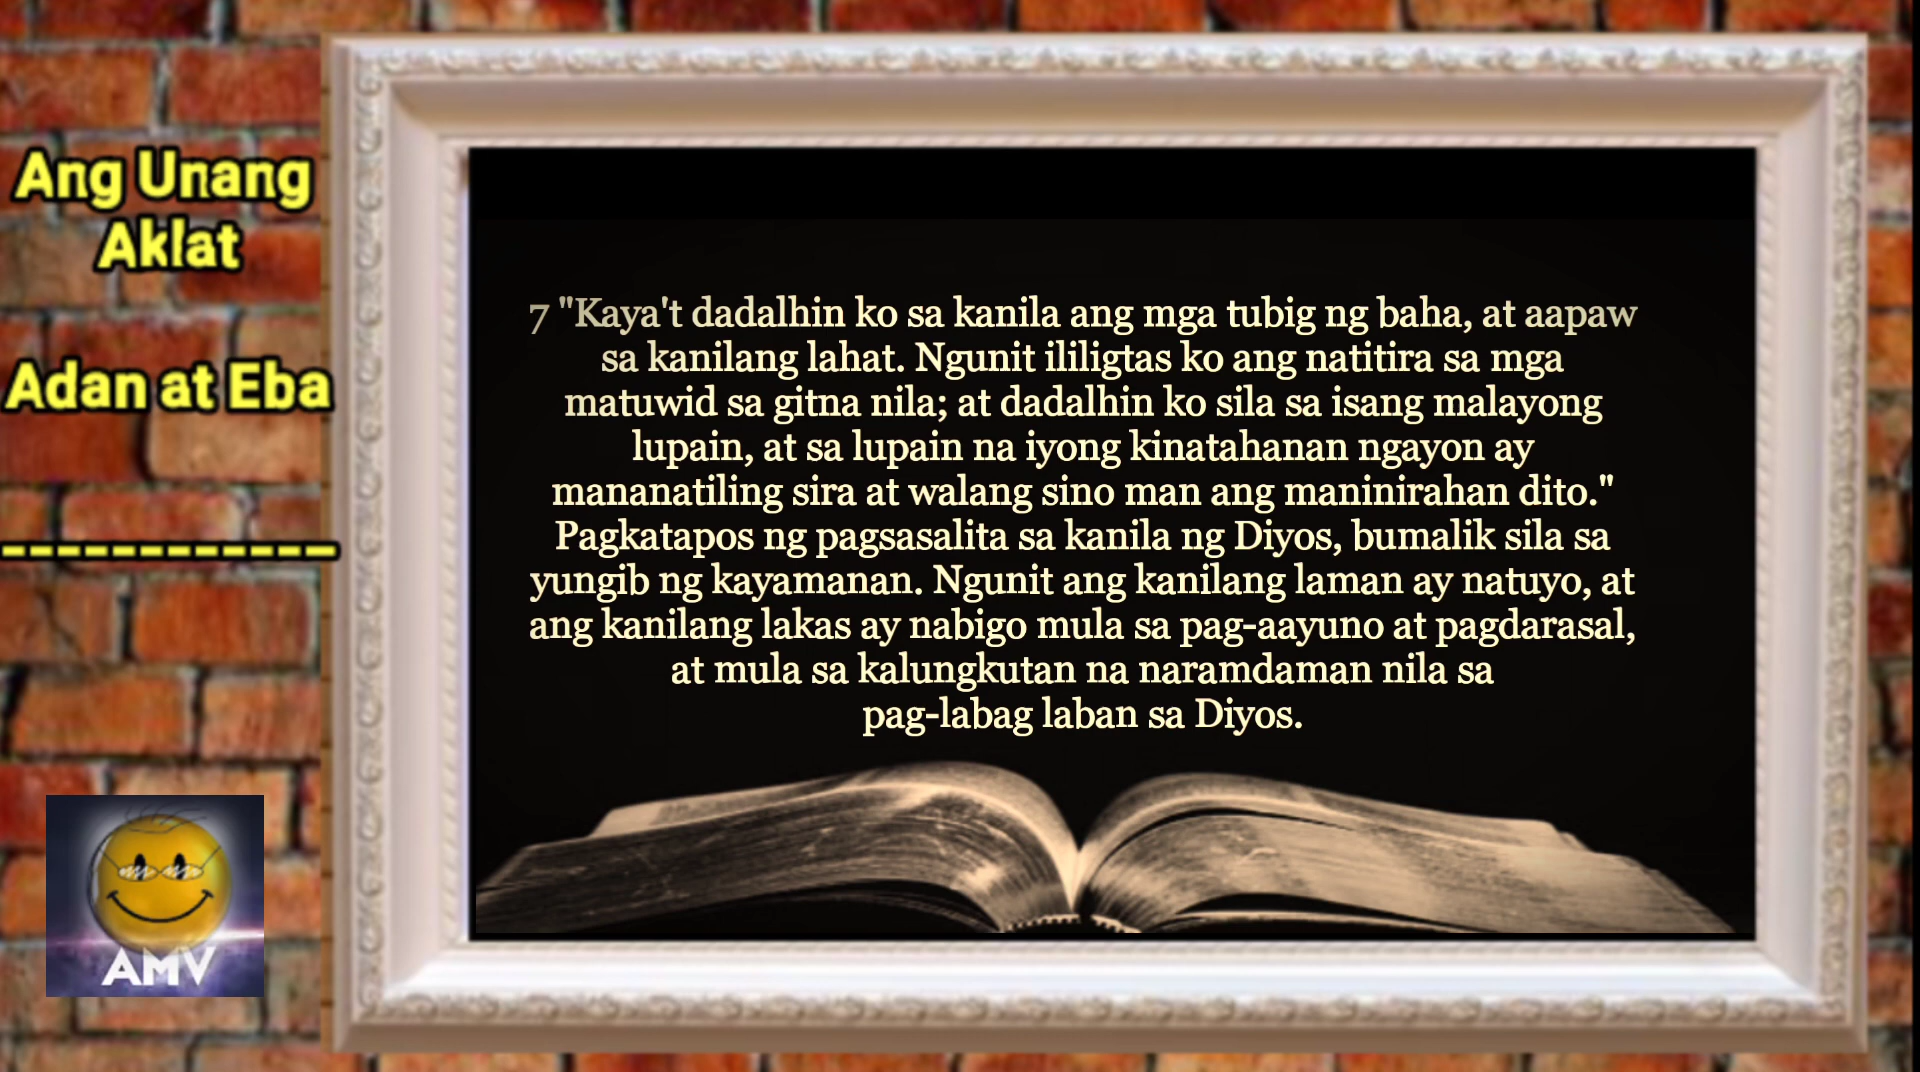 Ang Unang
Aklat
Adan at Eba
7 "Kaya't dadalhin ko sa kanila ang mga tubig ng baha, at aapaw
sa kanilang lahat. Ngunit ililigtas ko ang natitira sa mga
matuwid sa gitna nila; at dadalhin ko sila sa isang malayong
lupain, at sa lupain na iyong kinatahanan ngayon ay
mananatiling sira at walang sino man ang maninirahan dito."
Pagkatapos ng pagsasalita sa kanila ng Diyos, bumalik sila sa
yungib ng kayamanan. Ngunit ang kanilang laman ay natuyo, at
ang kanilang lakas ay nabigo mula sa pag-aayuno at pagdarasal,
at mula sa kalungkutan na naramdaman nila sa
pag-labag laban sa Diyos.
AMV